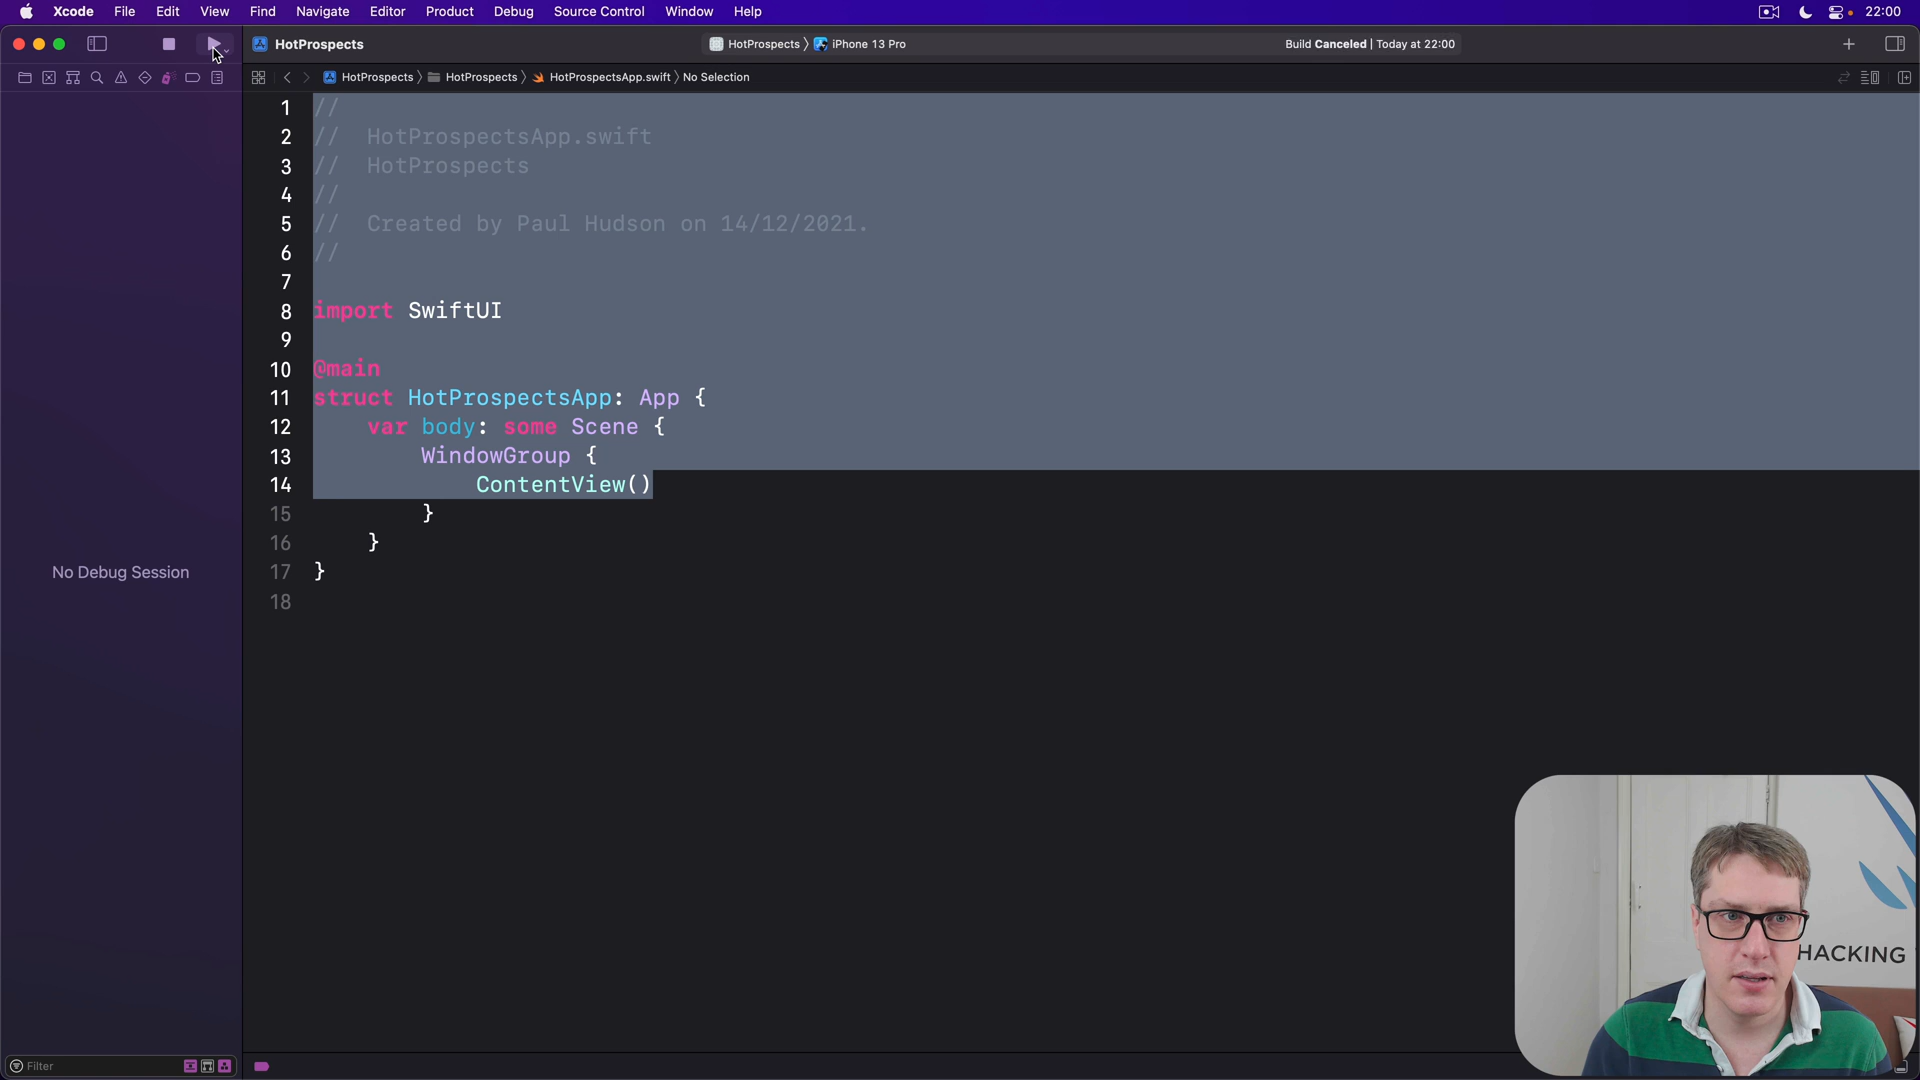 Xcode File Edit View Find Navigate Editor Product Debug Source Control Window Help 22:00
HotProspects HotProspects iPhone 13 Pro Build Canceled | Today at 22:00
HotProspects HotProspects HotProspectsApp.swift No Selection
1 //
2 // HotProspectsApp.swift
3 // HotProspects
4 //
5 // Created by Paul Hudson on 14/12/2021.
6 //
7
8 import SwiftUI
9
10 @main
11 struct HotProspectsApp: App {
12 var body: some Scene {
13 WindowGroup {
14 ContentView()
15 }
16 }
17 }
18
No Debug Session
HACKING
Filter